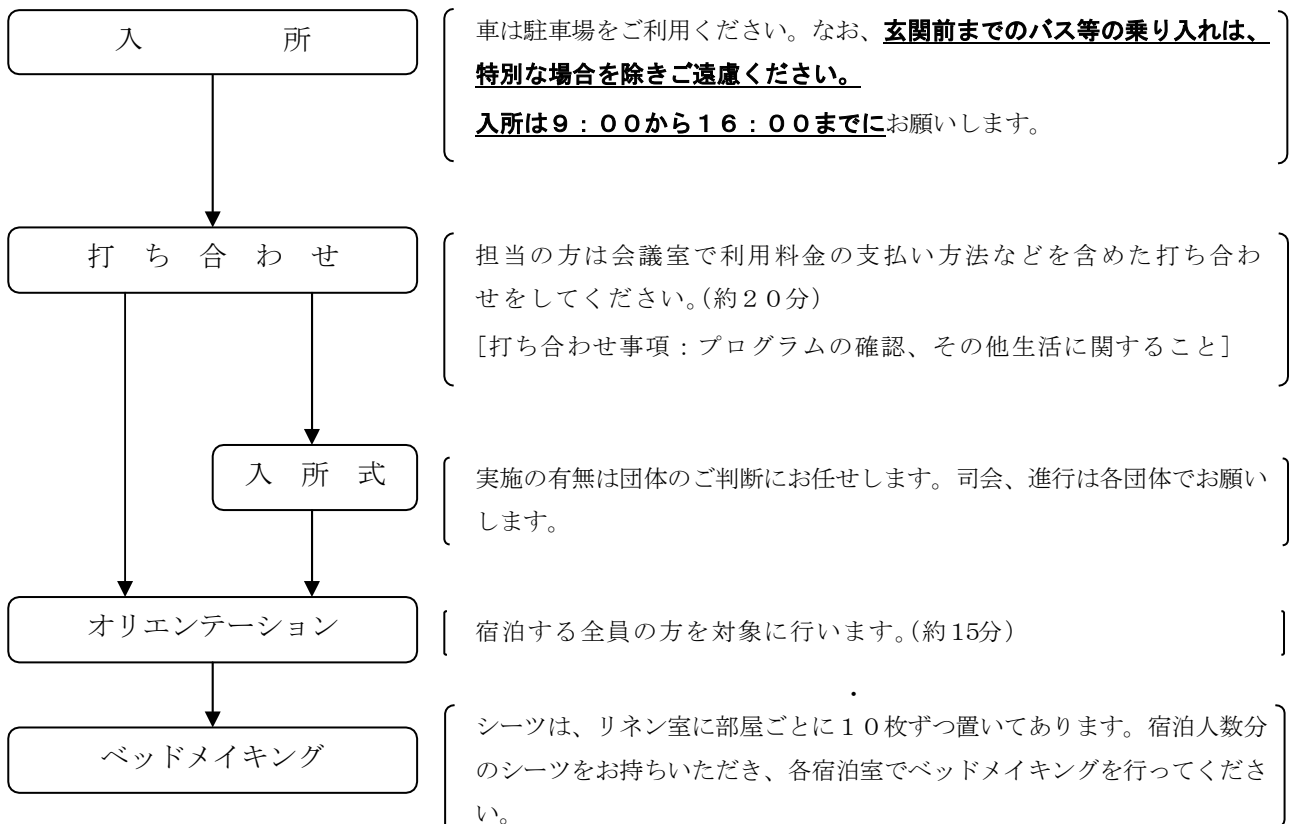 入　　　所
車は駐車場をご利用ください。なお、玄関前までのバス等の乗り入れは、
特別な場合を除きご遠慮ください。
入所は９：００から１６：００までにお願いします。
打 ち 合 わ せ
担当の方は会議室で利用料金の支払い方法などを含めた打ち合わ
せをしてください。（約２０分）
［打ち合わせ事項：プログラムの確認、その他生活に関すること］
入 所 式
実施の有無は団体のご判断にお任せします。司会、進行は各団体でお願い
します。
オリエンテーション
宿泊する全員の方を対象に行います。（約15分）
ベッドメイキング
シーツは、リネン室に部屋ごとに１０枚ずつ置いてあります。宿泊人数分
のシーツをお持ちいただき、各宿泊室でベッドメイキングを行ってくださ
い。